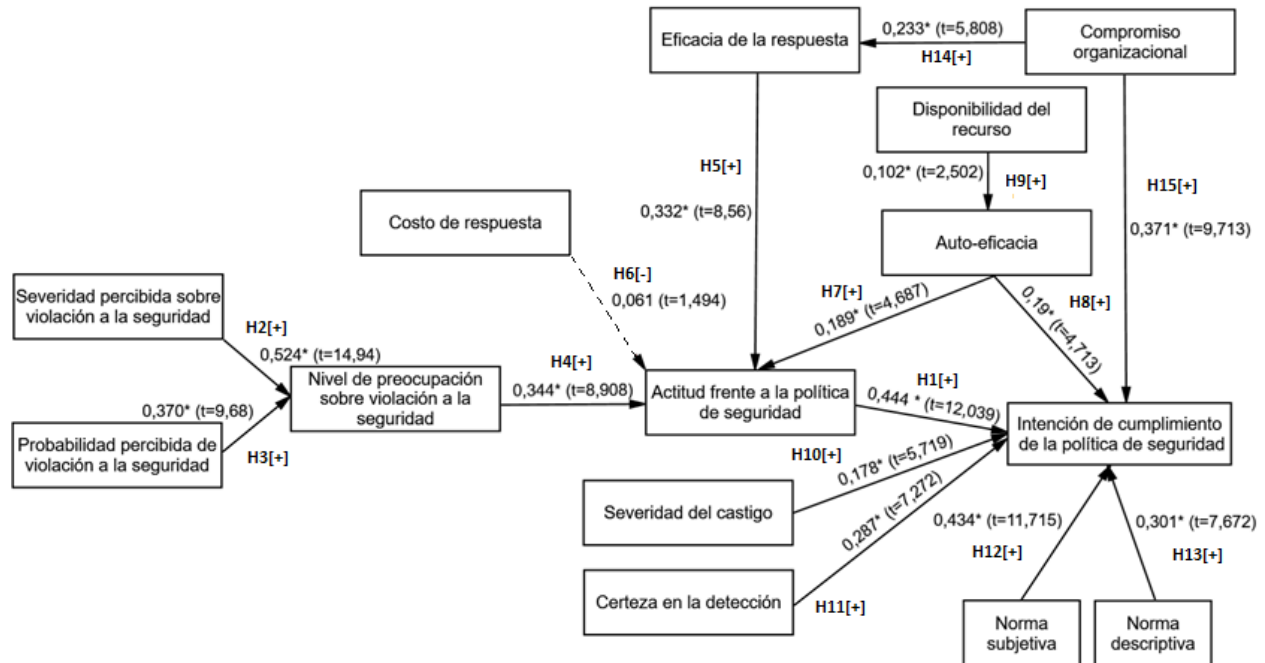 0,233* (t=5,808)
H14[+]
Eficacia de la respuesta
Compromiso
organizacional
Disponibilidad del
recurso
H5[+]
0,332* (t=8,56)
0,102* (t=2,502)
H9[+]
H15[+]
0,371* (t=9,713)
Costo de respuesta
Auto-eficacia
H6[-]
0,061 (t=1,494)
H7[+]
0,189* (t=4,687)
H8[+]
0,19* (t=4,713)
Severidad percibida sobre
violación a la seguridad
H2[+]
0,524* (t=14,94)
Nivel de preocupación
sobre violación a la
seguridad
H4[+]
0,344* (t=8,908)
Actitud frente a la política
de seguridad
H1[+]
0,444 * (t=12,039)
Intención de cumplimiento
de la política de seguridad
0,370* (t=9,68)
H3[+]
Probabilidad percibida de
violación a la seguridad
H10[+]
0,178* (t=5,719)
Severidad del castigo
0,287* (t=7,272)
H11[+]
Certeza en la detección
0,434* (t=11,715)
H12[+]
0,301* (t=7,672)
H13[+]
Norma
subjetiva
Norma
descriptiva